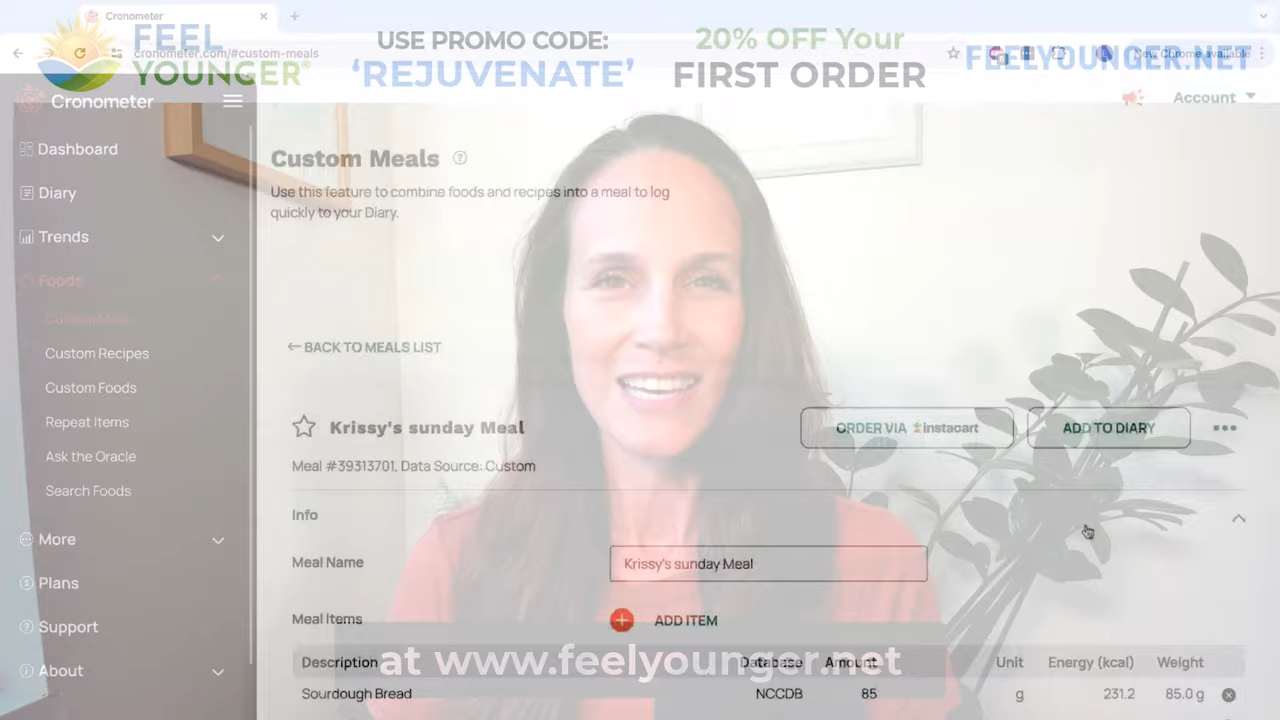 Cronometer
FEEL
YOUNGER®
USE PROMO CODE:
'REJUVENATE'
20% OFF Your
FIRST ORDER
FEELYOUNGER.NET
cronometer.com/#custom-meals
New Chrome available
Cronometer
Account
Dashboard
Diary
Trends
Foods
Custom Meals
Custom Recipes
Custom Foods
Repeat Items
Ask the Oracle
Search Foods
More
Plans
Support
About
Custom Meals
Use this feature to combine foods and recipes into a meal to log
quickly to your Diary.
← BACK TO MEALS LIST
Krissy's sunday Meal
ORDER VIA instacart
ADD TO DIARY
Meal #39313701, Data Source: Custom
Info
Meal Name
Krissy's sunday Meal
Meal Items
ADD ITEM
Description Database Amount Unit Energy (kcal) Weight
Sourdough Bread NCCDB 85 g 231.2 85.0 g
at www.feelyounger.net